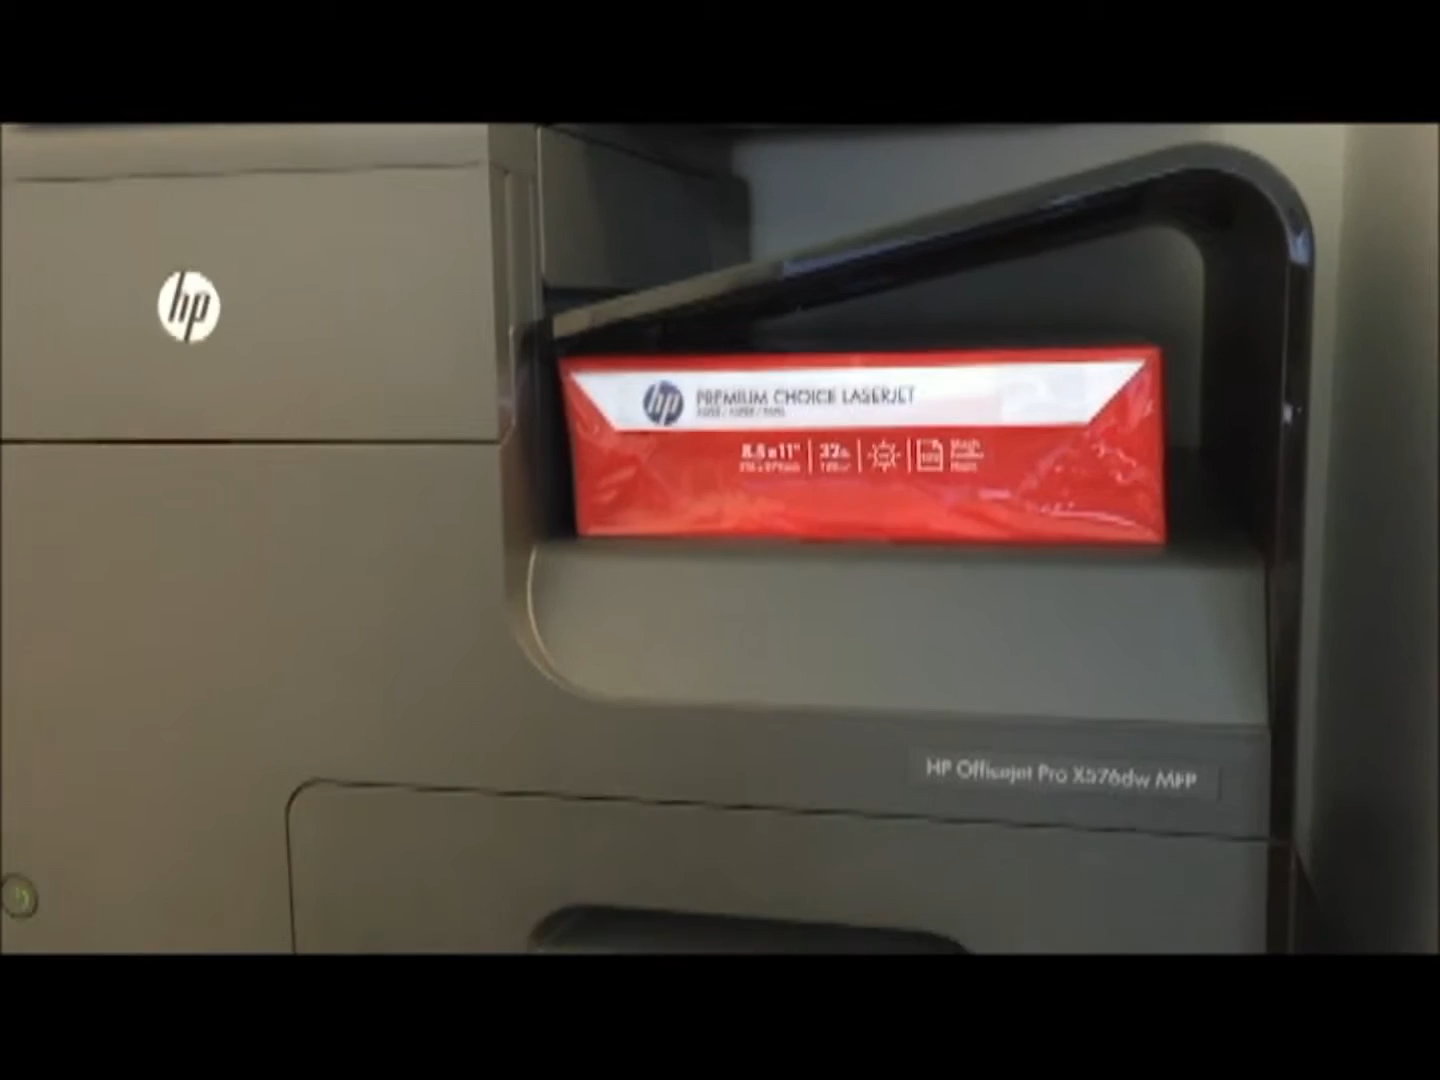 hp
hp PREMIUM CHOICE LASERJET
8.5 x 11" 32lb
HP Officejet Pro X576dw MFP